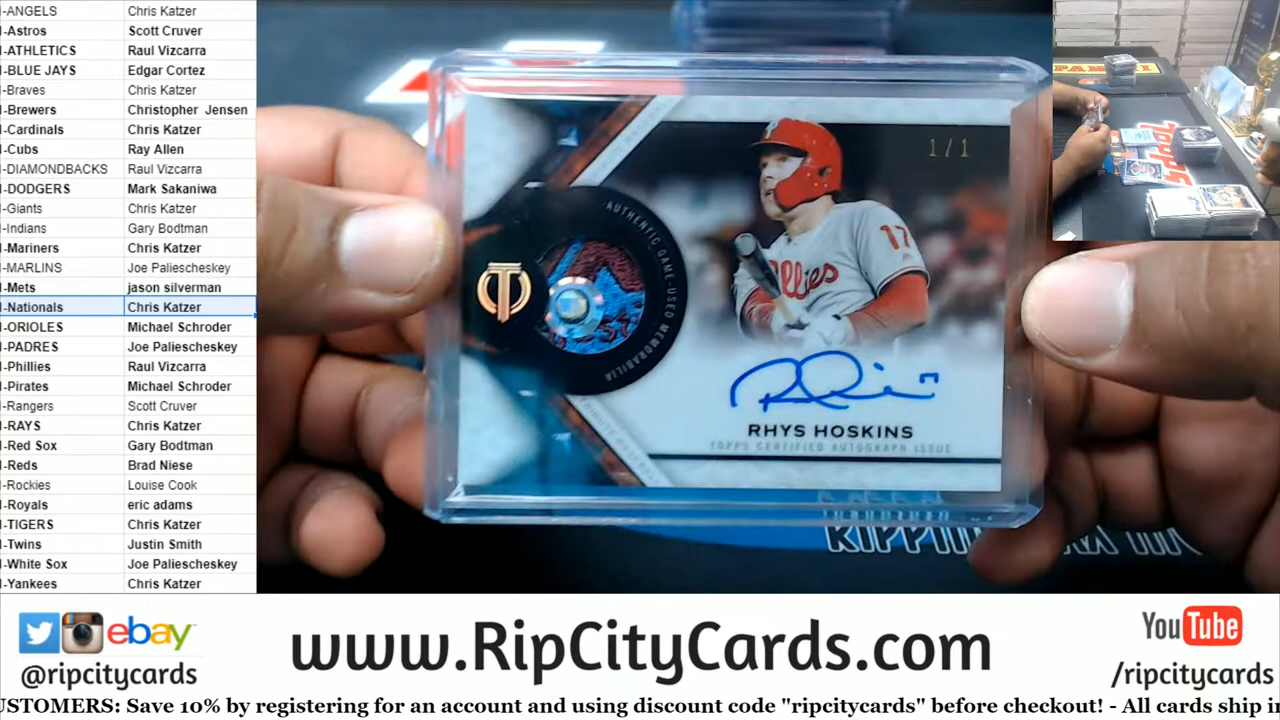 I-ANGELS Chris Katzer
I-Astros Scott Cruver
I-ATHLETICS Raul Vizcarra
I-BLUE JAYS Edgar Cortez
I-Braves Chris Katzer
I-Brewers Christopher Jensen
I-Cardinals Chris Katzer
I-Cubs Ray Allen
I-DIAMONDBACKS Raul Vizcarra
I-DODGERS Mark Sakaniwa
I-Giants Chris Katzer
I-Indians Gary Bodtman
I-Mariners Chris Katzer
I-MARLINS Joe Paliescheskey
I-Mets jason silverman
I-Nationals Chris Katzer
I-ORIOLES Michael Schroder
I-PADRES Joe Paliescheskey
I-Phillies Raul Vizcarra
I-Pirates Michael Schroder
I-Rangers Scott Cruver
I-RAYS Chris Katzer
I-Red Sox Gary Bodtman
I-Reds Brad Niese
I-Rockies Louise Cook
I-Royals eric adams
I-TIGERS Chris Katzer
I-Twins Justin Smith
I-White Sox Joe Paliescheskey
I-Yankees Chris Katzer
1/1
AUTHENTIC GAME-USED MEMORABILIA
T
Phillies
17
RHYS HOSKINS
TOPPS CERTIFIED AUTOGRAPH ISSUE
PANINI
TOPPS
ebay
@ripcitycards
www.RipCityCards.com
YouTube
/ripcitycards
USTOMERS: Save 10% by registering for an account and using discount code "ripcitycards" before checkout! - All cards ship i